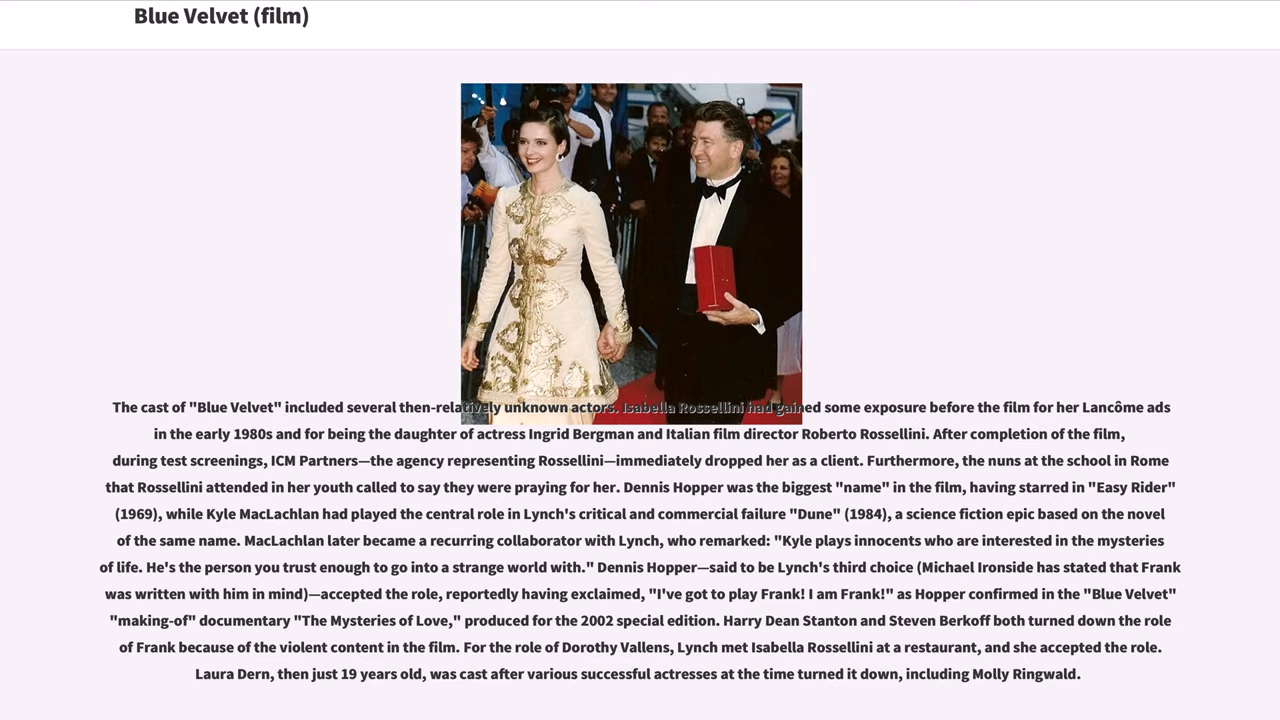 Blue Velvet (film)
The cast of "Blue Velvet" included several then-relatively unknown actors. Isabella Rossellini had gained some exposure before the film for her Lancôme ads
in the early 1980s and for being the daughter of actress Ingrid Bergman and Italian film director Roberto Rossellini. After completion of the film,
during test screenings, ICM Partners—the agency representing Rossellini—immediately dropped her as a client. Furthermore, the nuns at the school in Rome
that Rossellini attended in her youth called to say they were praying for her. Dennis Hopper was the biggest "name" in the film, having starred in "Easy Rider"
(1969), while Kyle MacLachlan had played the central role in Lynch's critical and commercial failure "Dune" (1984), a science fiction epic based on the novel
of the same name. MacLachlan later became a recurring collaborator with Lynch, who remarked: "Kyle plays innocents who are interested in the mysteries
of life. He's the person you trust enough to go into a strange world with." Dennis Hopper—said to be Lynch's third choice (Michael Ironside has stated that Frank
was written with him in mind)—accepted the role, reportedly having exclaimed, "I've got to play Frank! I am Frank!" as Hopper confirmed in the "Blue Velvet"
"making-of" documentary "The Mysteries of Love," produced for the 2002 special edition. Harry Dean Stanton and Steven Berkoff both turned down the role
of Frank because of the violent content in the film. For the role of Dorothy Vallens, Lynch met Isabella Rossellini at a restaurant, and she accepted the role.
Laura Dern, then just 19 years old, was cast after various successful actresses at the time turned it down, including Molly Ringwald.